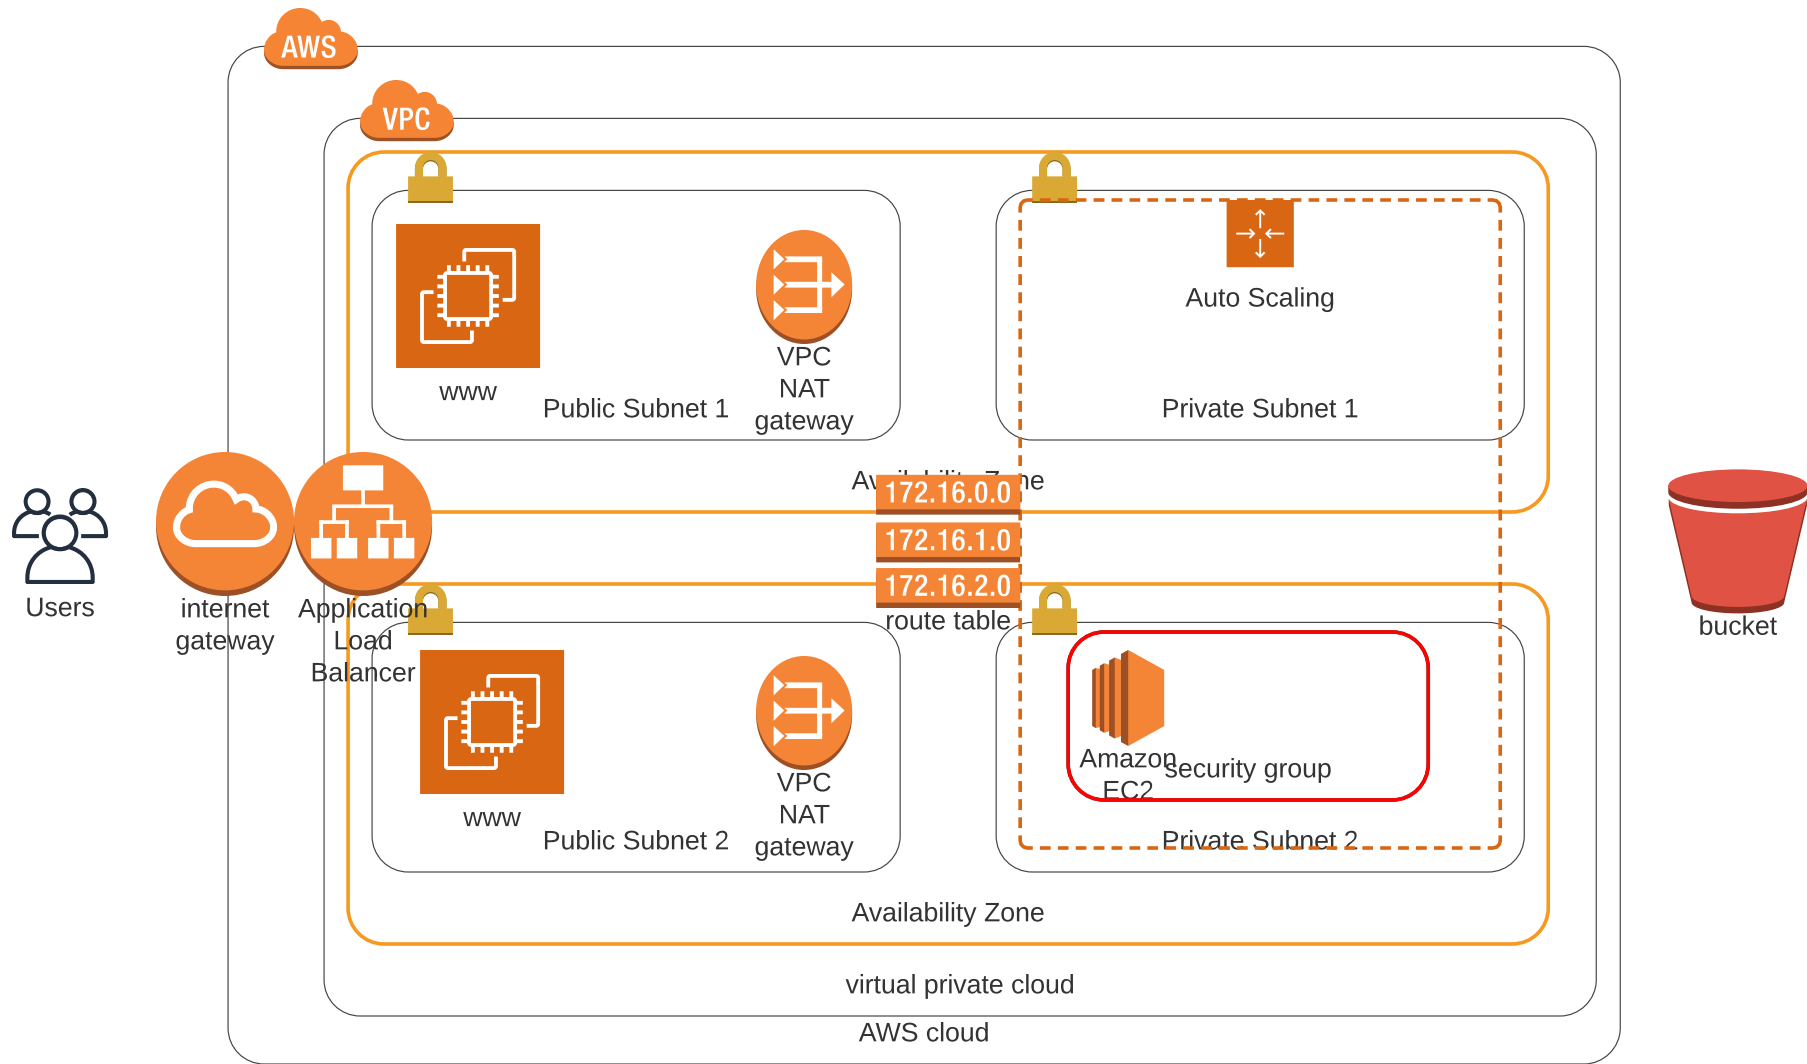 AWS
VPC
Auto Scaling
www
Public Subnet 1
VPC
NAT
gateway
Private Subnet 1
172.16.0.0
172.16.1.0
172.16.2.0
route table
Users
internet
gateway
Application
Load
Balancer
bucket
www
Public Subnet 2
VPC
NAT
gateway
Amazon
EC2
security group
Private Subnet 2
Availability Zone
virtual private cloud
AWS cloud